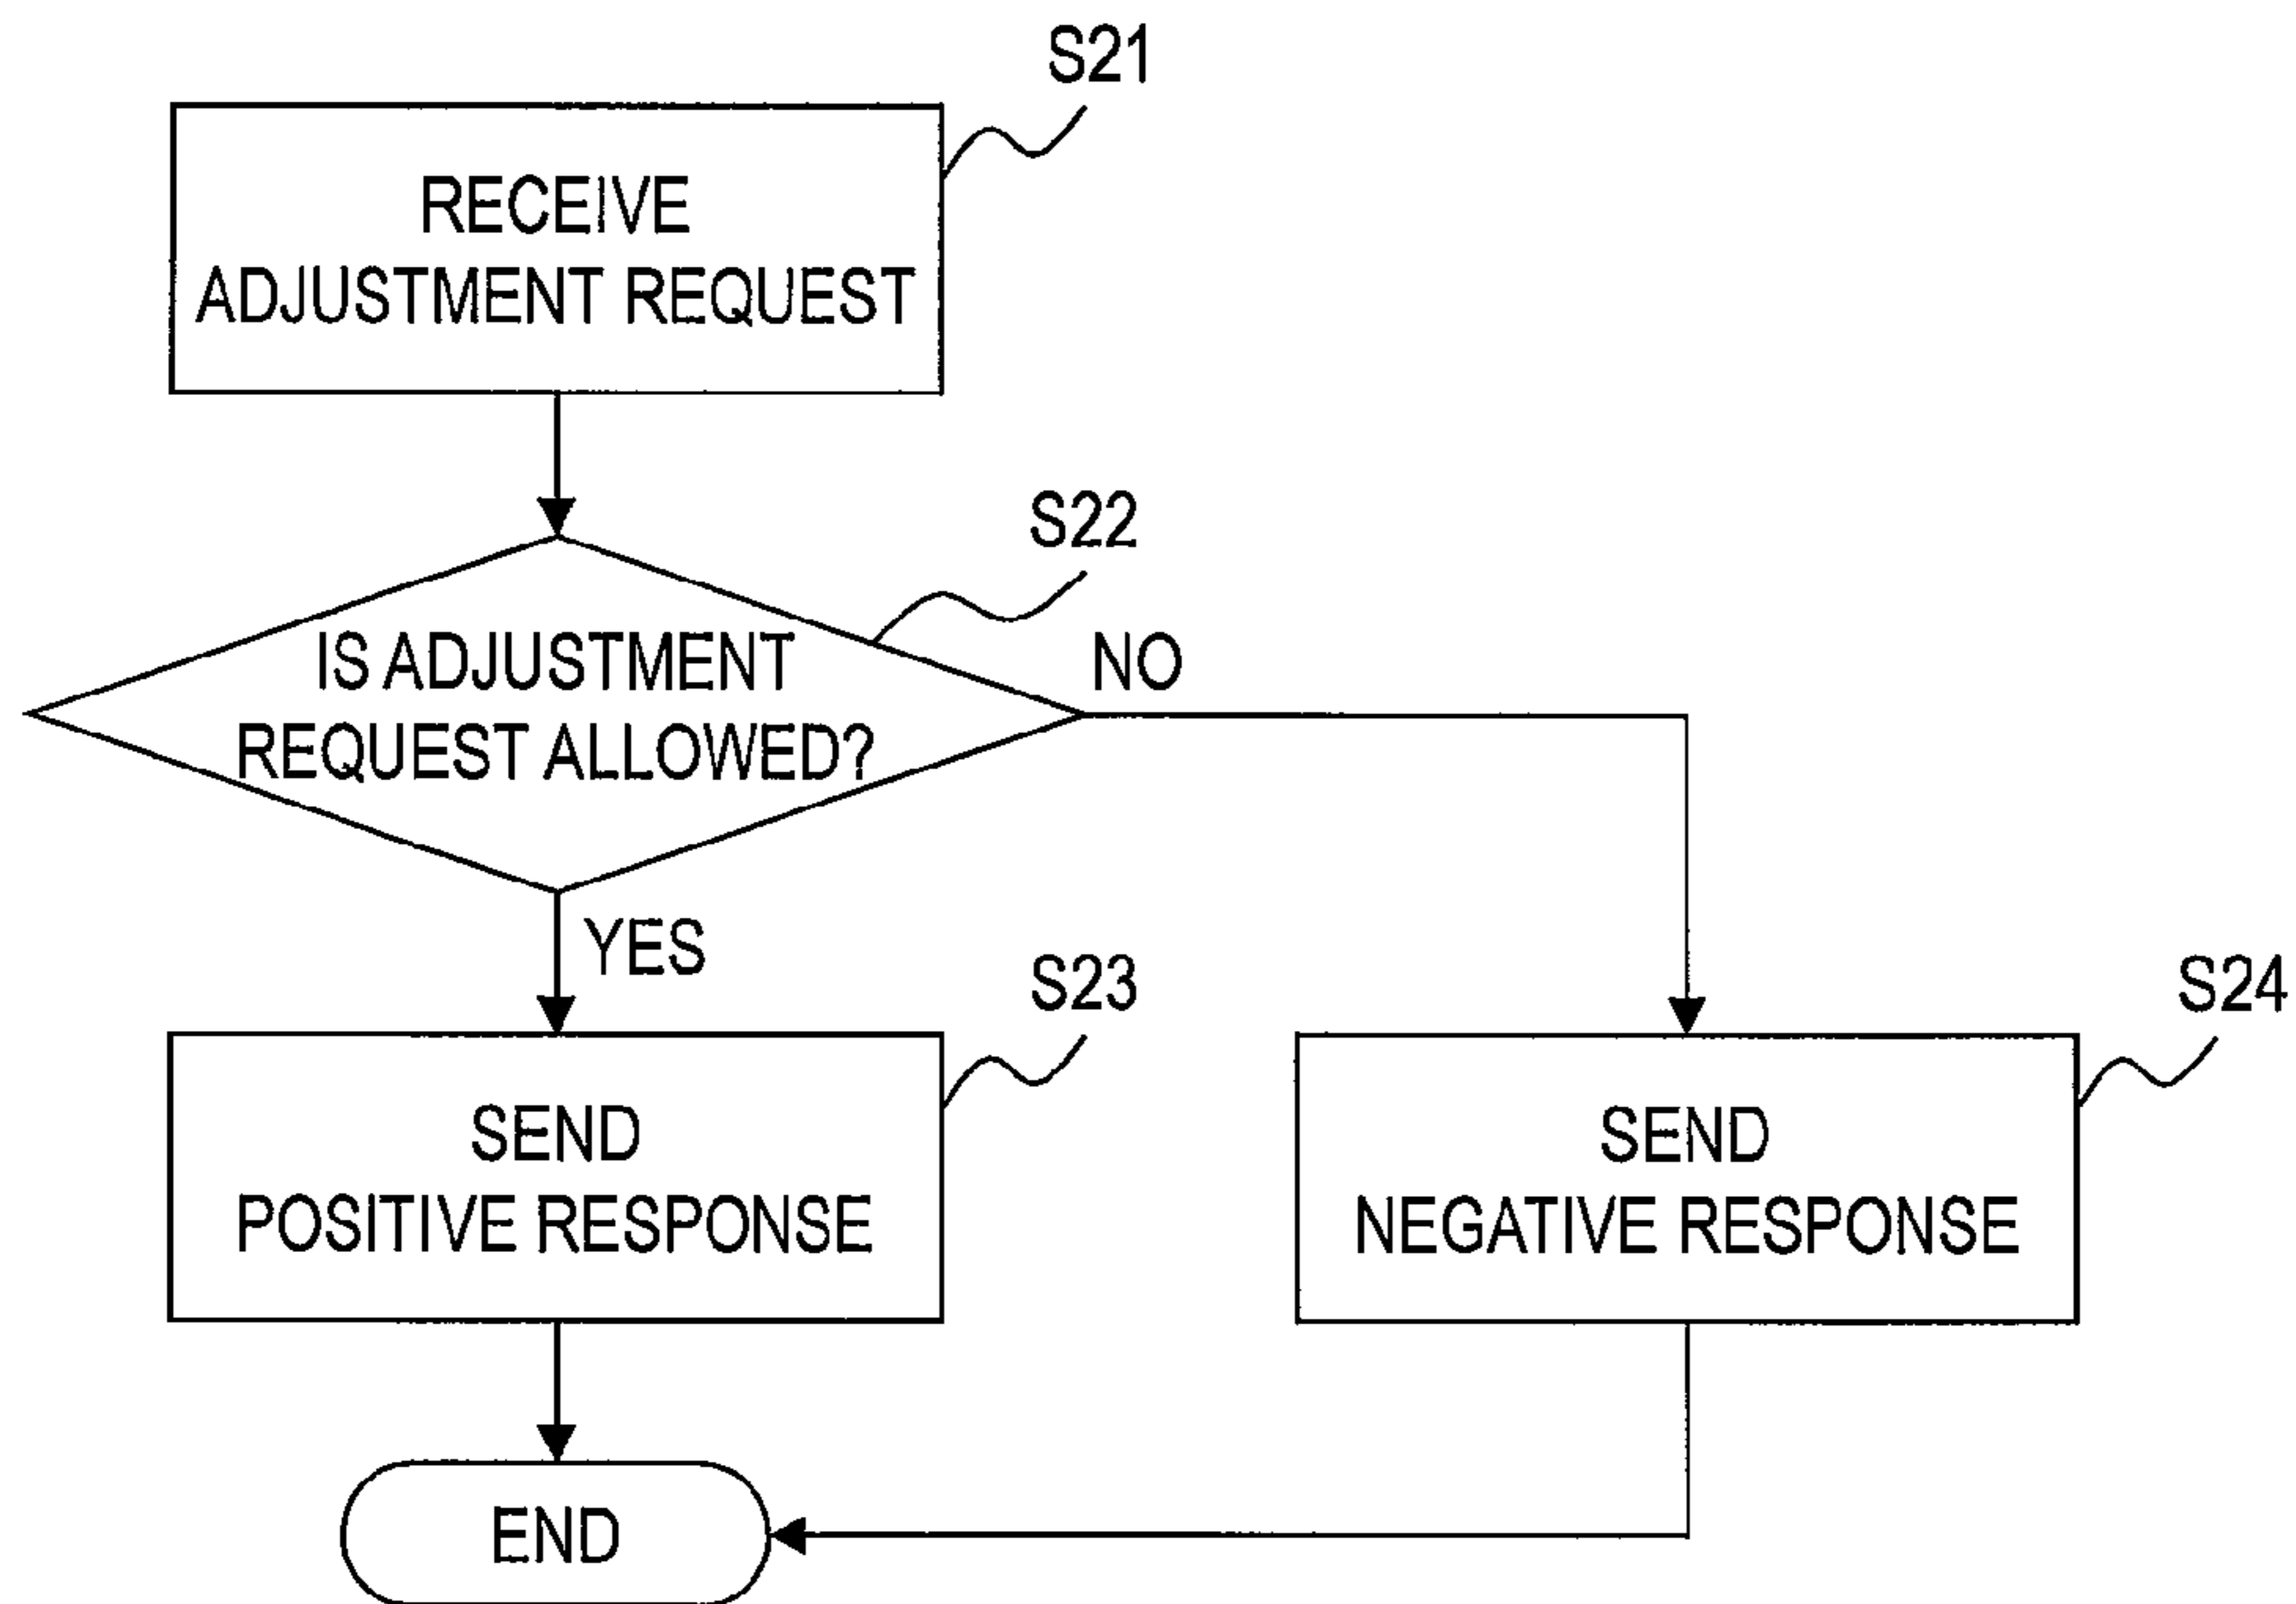 S21
RECEIVE
ADJUSTMENT REQUEST
S22
IS ADJUSTMENT
REQUEST ALLOWED?
NO
YES
S23
SEND
POSITIVE RESPONSE
S24
SEND
NEGATIVE RESPONSE
END